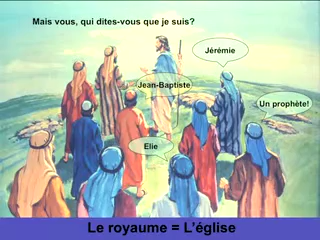 Mais vous, qui dites-vous que je suis?
Jérémie
Jean-Baptiste
Un prophète!
Elie
Le royaume = L'église